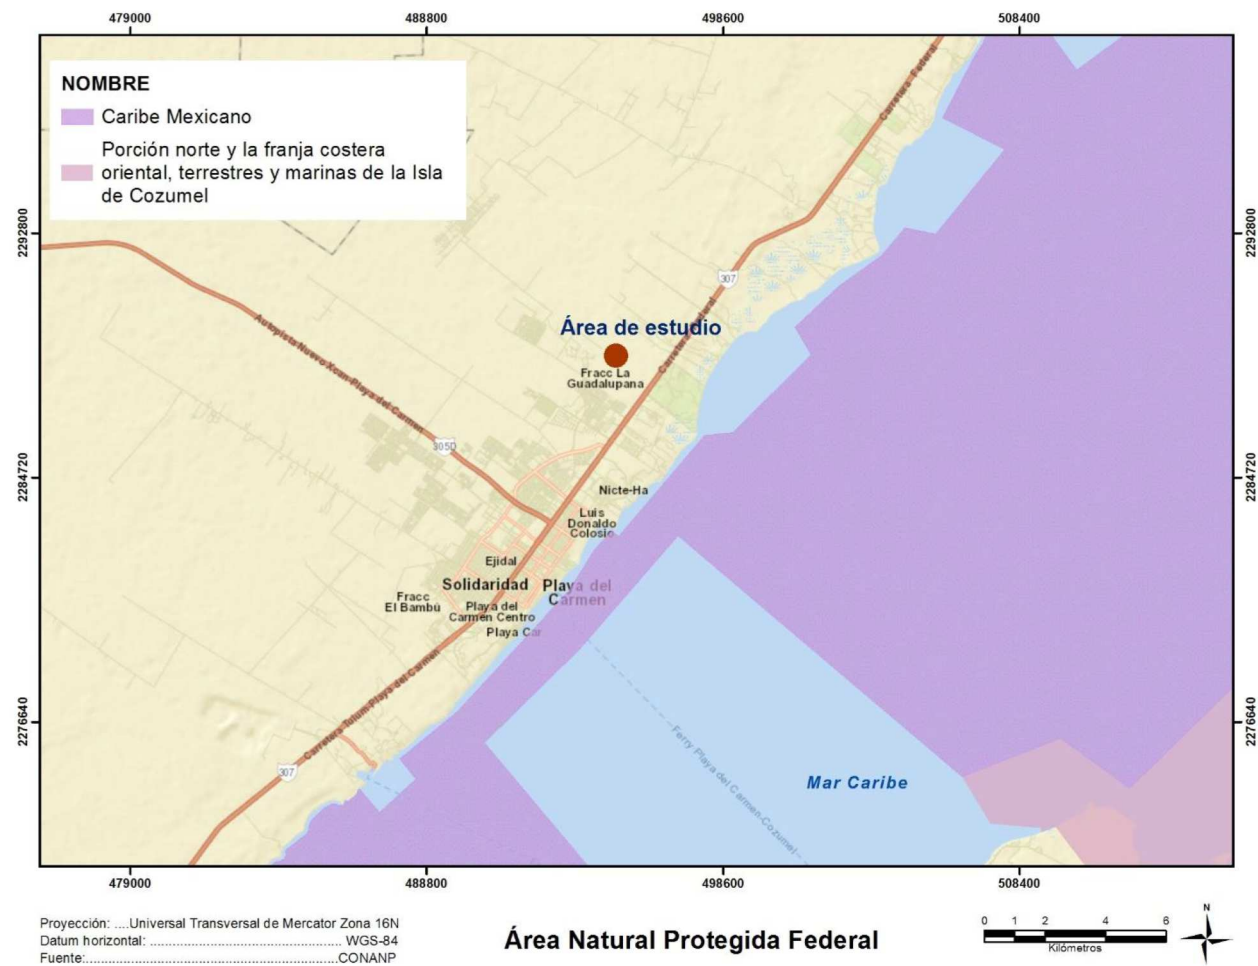 479000
488800
498600
508400
NOMBRE
Caribe Mexicano
Porción norte y la franja costera
oriental, terrestres y marinas de la Isla
de Cozumel
Carretera Federal
2292800
2292800
307
Autopista Nuevo Xcan-Playa del Carmen
Área de estudio
Carretera Federal
Fracc La
Guadalupana
305D
2284720
2284720
Nicte-Ha
Luis
Donaldo
Colosio
Ejidal
Solidaridad
Playa del
Carmen
Fracc
El Bambú
Playa del
Carmen Centro
Playa Car
Carretera Tulum-Playa del Carmen
2276640
2276640
Ferry Playa del Carmen-Cozumel
307
Mar Caribe
479000
488800
498600
508400
Proyección: ....Universal Transversal de Mercator Zona 16N
Datum horizontal: ............................................ WGS-84
Fuente:...........................................................CONANP
Área Natural Protegida Federal
0 1 2 4 6
Kilómetros
N